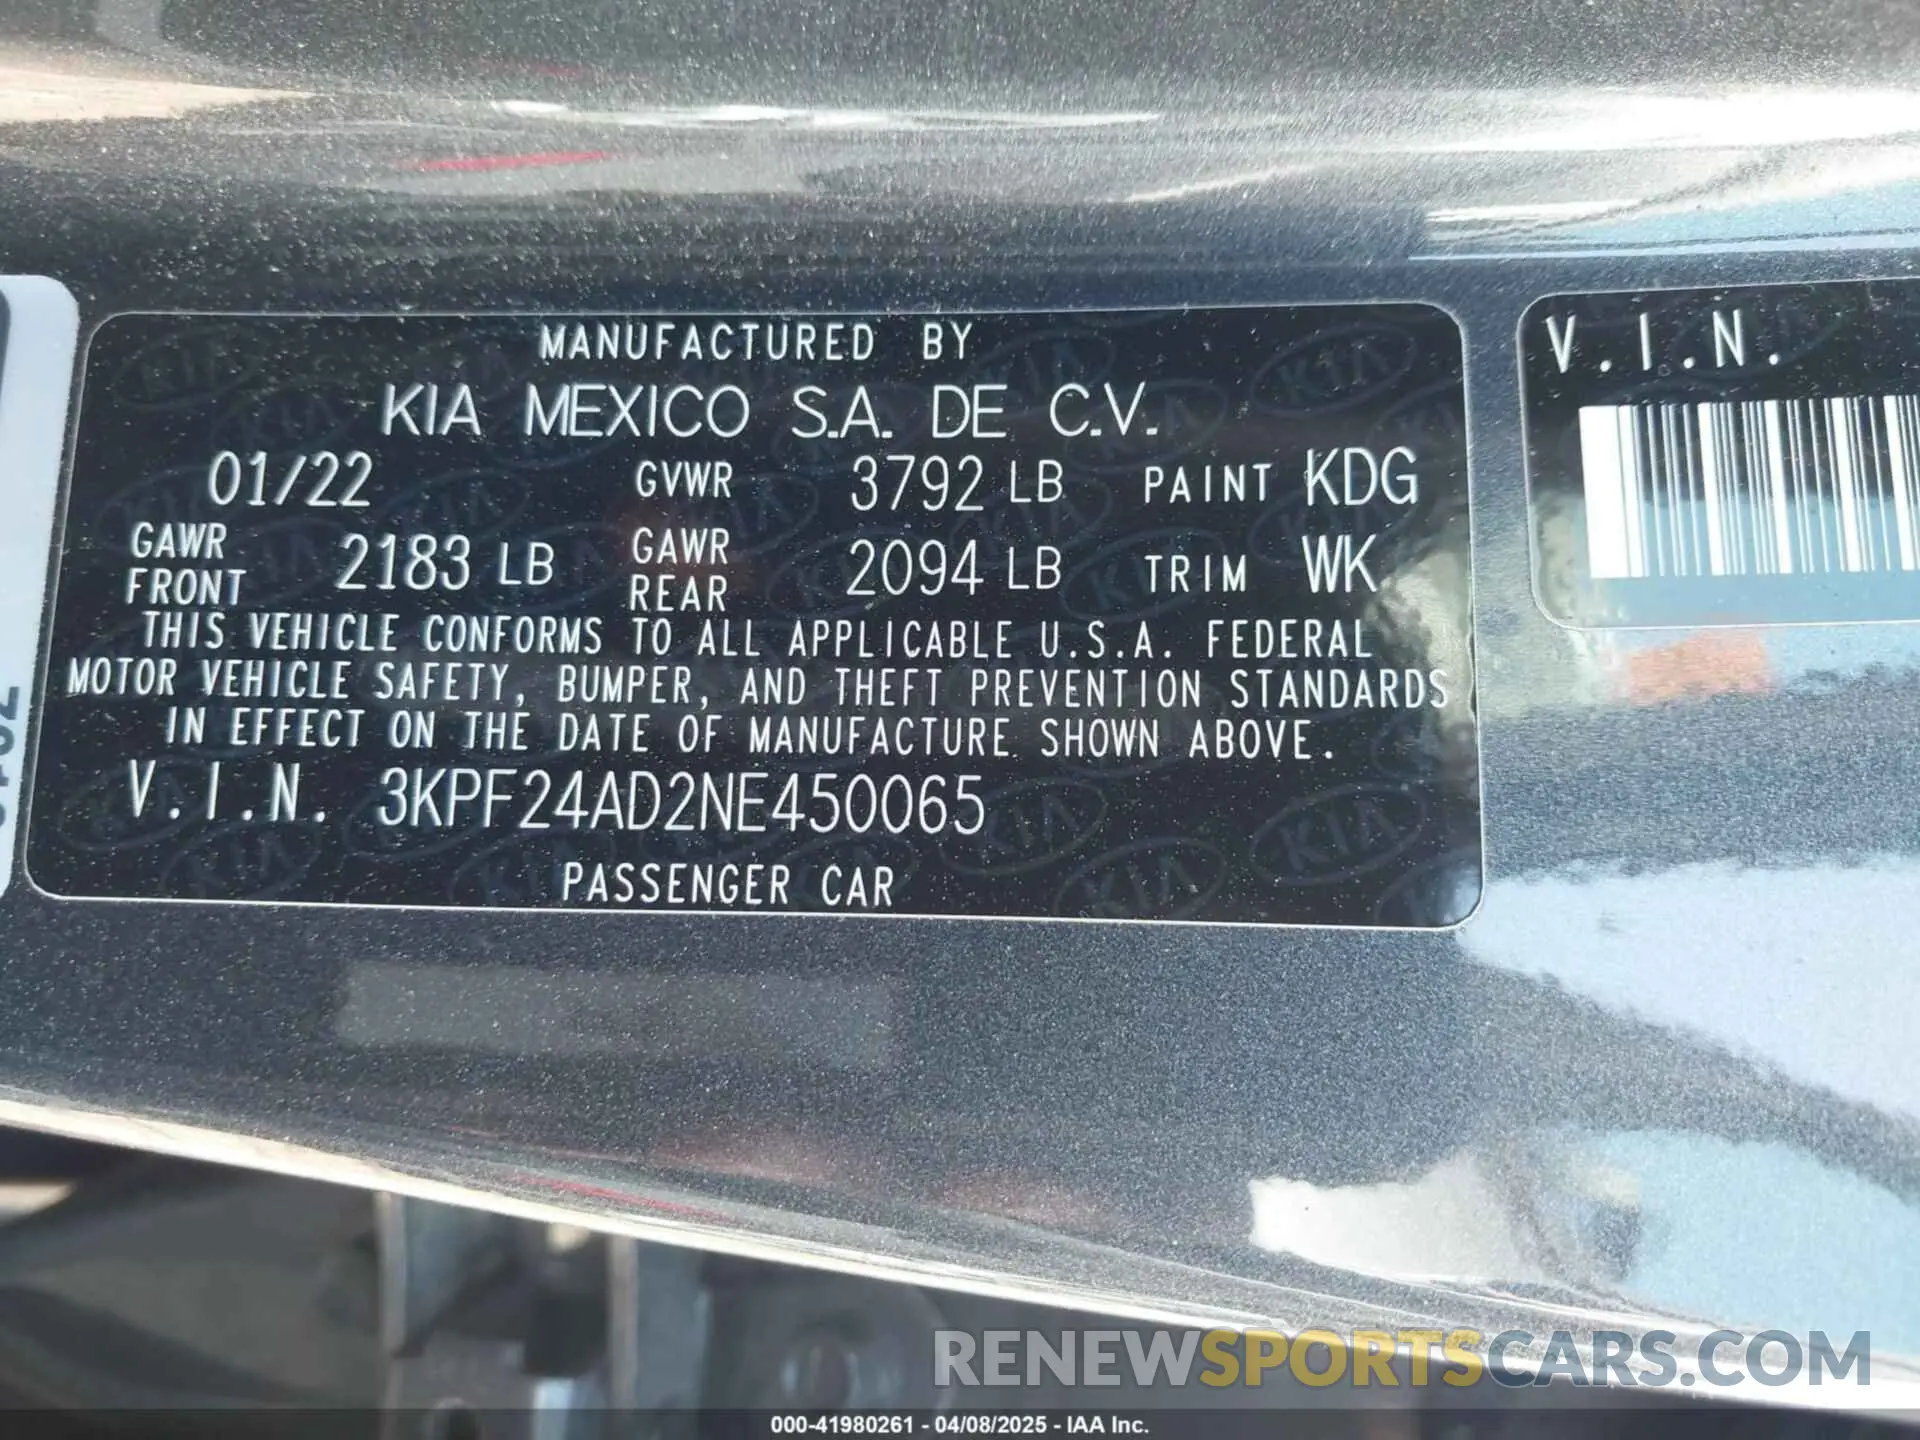 MANUFACTURED BY
KIA MEXICO S.A. DE C.V.
01/22 GVWR 3792 LB PAINT KDG
GAWR FRONT 2183 LB GAWR REAR 2094 LB TRIM WK
THIS VEHICLE CONFORMS TO ALL APPLICABLE U.S.A. FEDERAL
MOTOR VEHICLE SAFETY, BUMPER, AND THEFT PREVENTION STANDARDS
IN EFFECT ON THE DATE OF MANUFACTURE SHOWN ABOVE.
V.I.N. 3KPF24AD2NE450065
PASSENGER CAR
V.I.N.
RENEWSPORTSCARS.COM
000-41980261 - 04/08/2025 - IAA Inc.